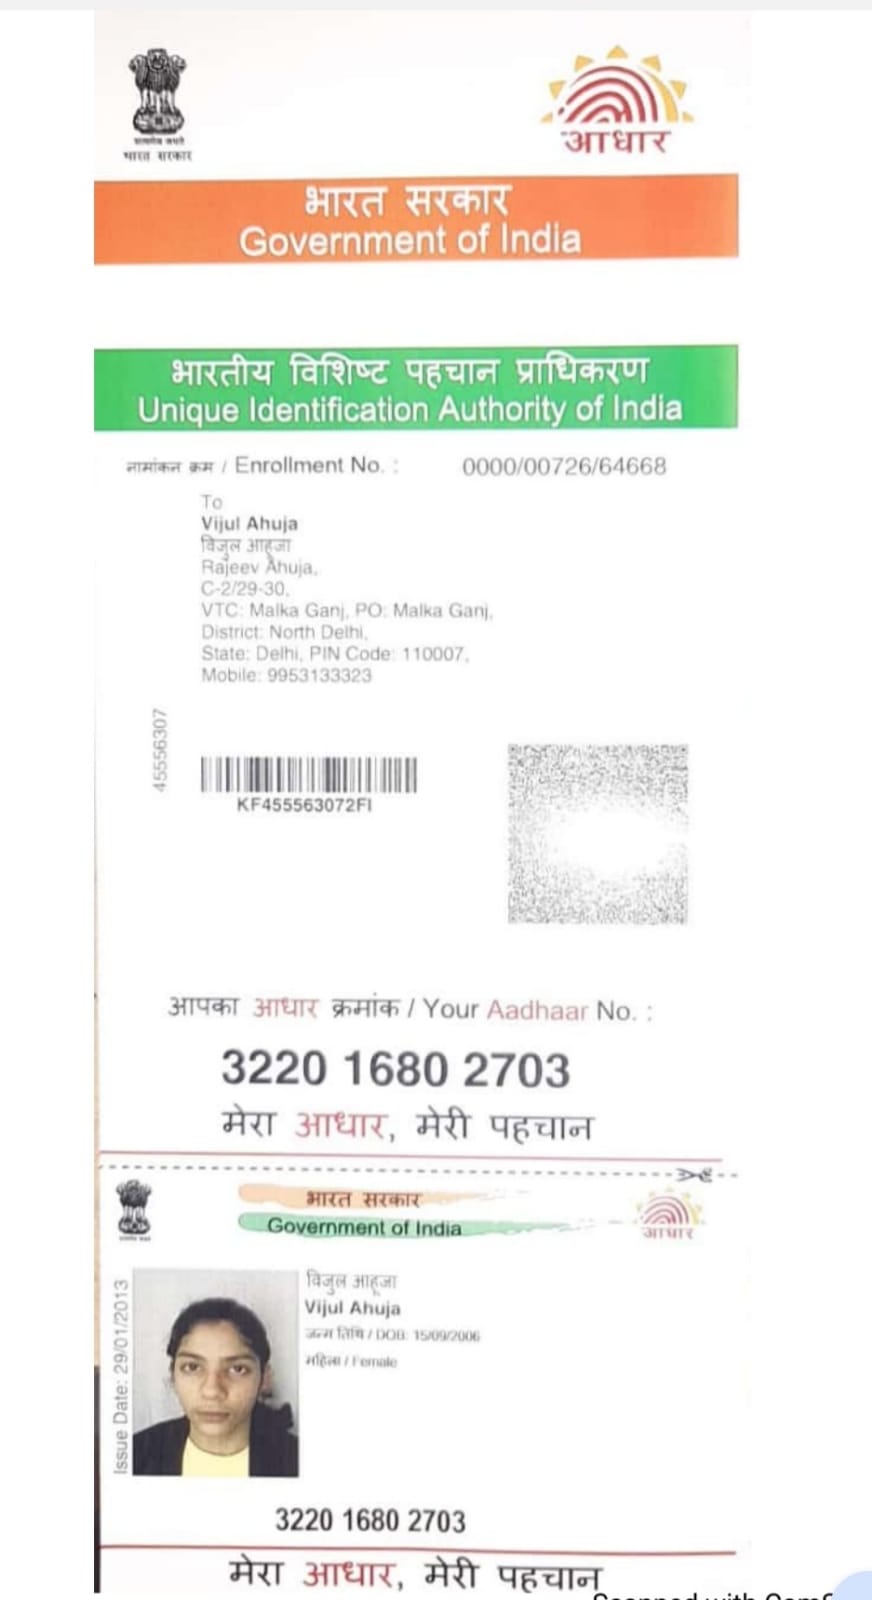 सत्यमेव जयते
भारत सरकार
आधार
भारत सरकार
Government of India
भारतीय विशिष्ट पहचान प्राधिकरण
Unique Identification Authority of India
नामांकन क्रम / Enrollment No. : 0000/00726/64668
To
Vijul Ahuja
विजुल आहूजा
Rajeev Ahuja,
C-2/29-30,
VTC: Malka Ganj, PO: Malka Ganj,
District: North Delhi,
State: Delhi, PIN Code: 110007,
Mobile: 9953133323
45556307
KF455563072FI
आपका आधार क्रमांक / Your Aadhaar No. :
3220 1680 2703
मेरा आधार, मेरी पहचान
भारत सरकार
Government of India
आधार
Issue Date: 29/01/2013
विजुल आहूजा
Vijul Ahuja
जन्म तिथि / DOB: 15/09/2006
महिला / Female
3220 1680 2703
मेरा आधार, मेरी पहचान
Scanned with